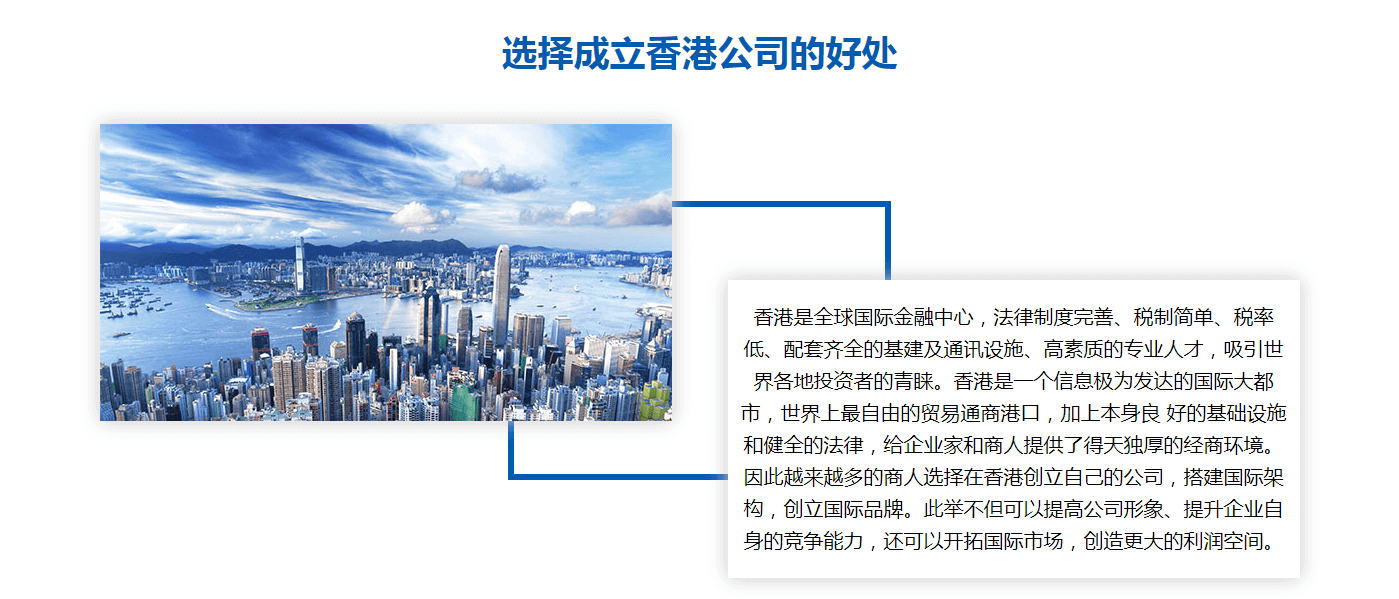 选择成立香港公司的好处
香港是全球国际金融中心，法律制度完善、税制简单、税率
低、配套齐全的基建及通讯设施、高素质的专业人才，吸引世
界各地投资者的青睐。香港是一个信息极为发达的国际大都
市，世界上最自由的贸易通商港口，加上本身良 好的基础设施
和健全的法律，给企业家和商人提供了得天独厚的经商环境。
因此越来越多的商人选择在香港创立自己的公司，搭建国际架
构，创立国际品牌。此举不但可以提高公司形象、提升企业自
身的竞争能力，还可以开拓国际市场，创造更大的利润空间。